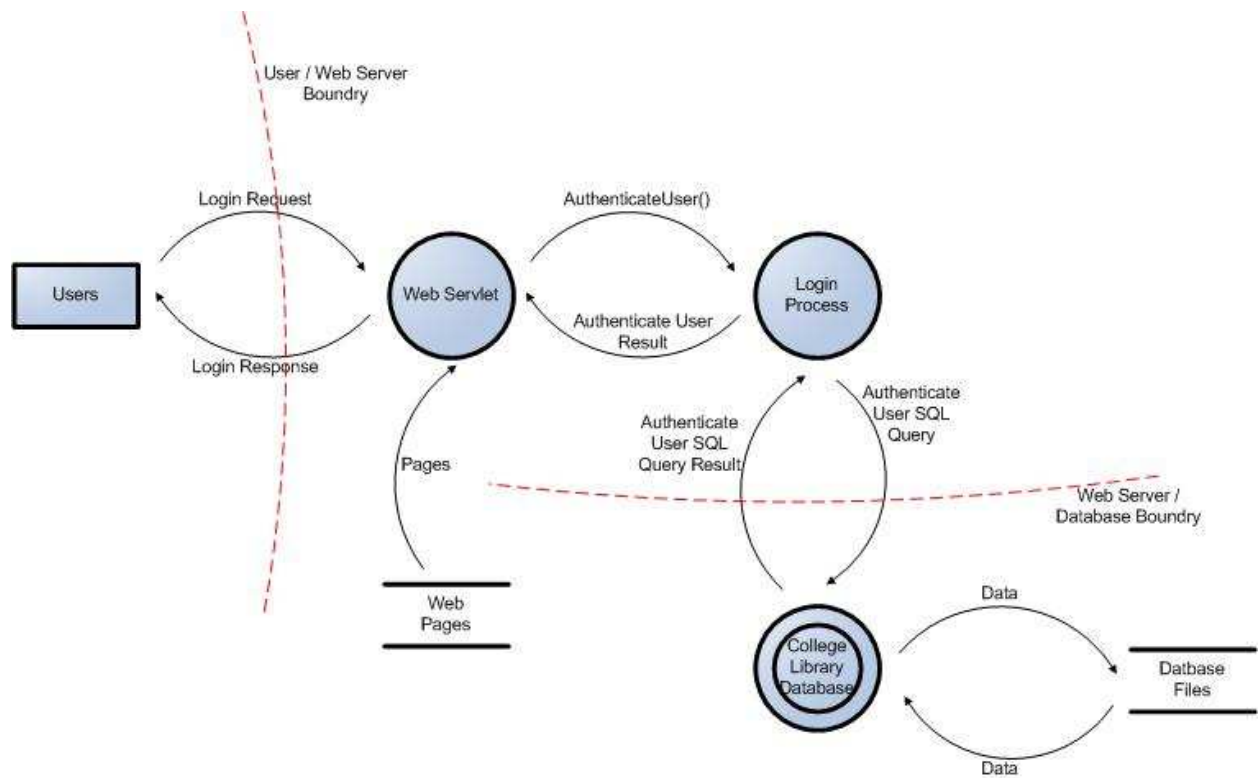 User / Web Server
Boundry
Login Request
AuthenticateUser()
Users
Web Servlet
Login
Process
Authenticate User
Result
Login Response
Authenticate
User SQL
Query
Authenticate
User SQL
Query Result
Pages
Web Server /
Database Boundry
Web
Pages
Data
College
Library
Database
Datbase
Files
Data